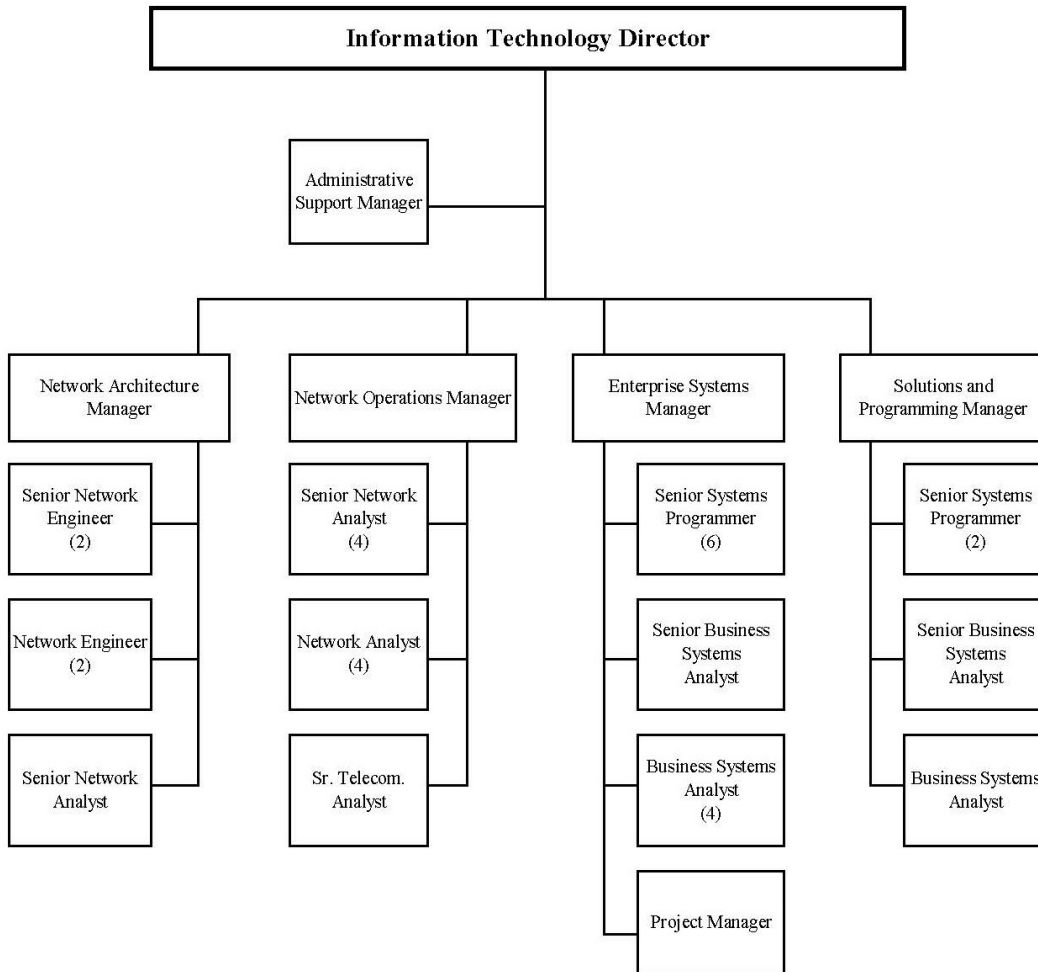 Information Technology Director
Administrative
Support Manager
Network Architecture
Manager
Network Operations Manager
Enterprise Systems
Manager
Solutions and
Programming Manager
Senior Network
Engineer
(2)
Senior Network
Analyst
(4)
Senior Systems
Programmer
(6)
Senior Systems
Programmer
(2)
Network Engineer
(2)
Network Analyst
(4)
Senior Business
Systems
Analyst
Senior Business
Systems
Analyst
Senior Network
Analyst
Sr. Telecom.
Analyst
Business Systems
Analyst
(4)
Business Systems
Analyst
Project Manager